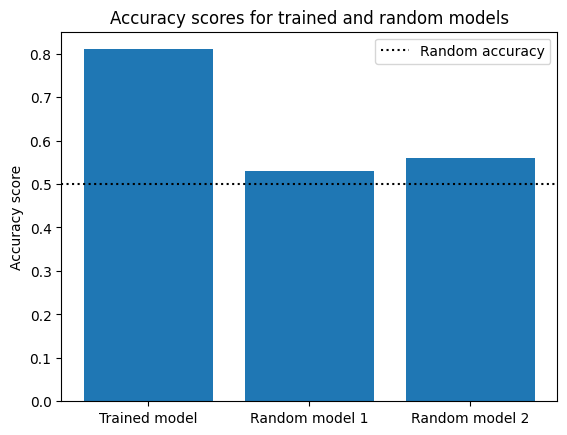 Accuracy scores for trained and random models
Random accuracy
0.8
0.7
0.6
0.5
0.4
0.3
0.2
0.1
0.0
Accuracy score
Trained model
Random model 1
Random model 2